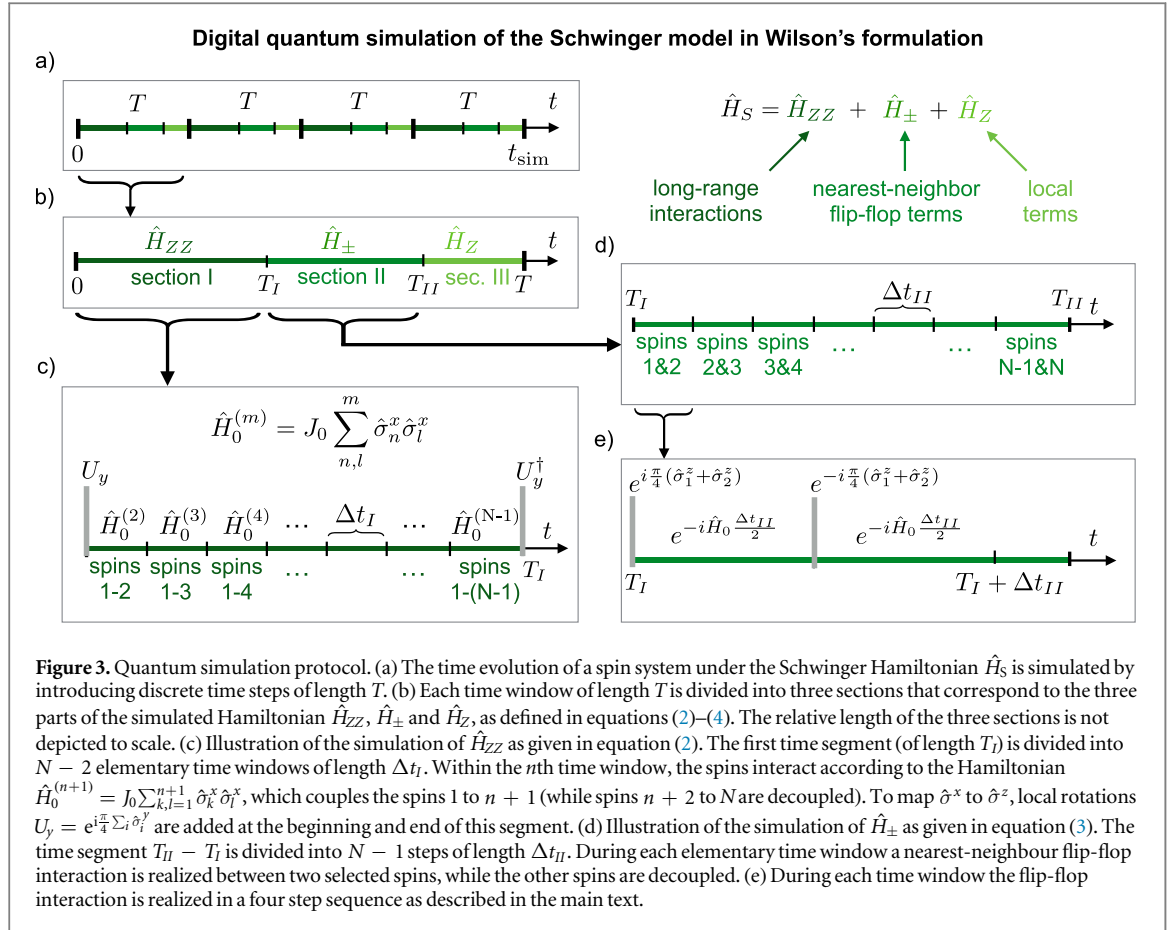 Digital quantum simulation of the Schwinger model in Wilson's formulation
a)
T T T T t
0 t_sim
Ĥ_S = Ĥ_ZZ + Ĥ_± + Ĥ_Z
long-range interactions
nearest-neighbor flip-flop terms
local terms
b)
Ĥ_ZZ Ĥ_± Ĥ_Z t
section I section II sec. III
0 T_I T_II T
c)
Ĥ_0^(m) = J_0 ∑_{n,l}^{m} σ̂_n^x σ̂_l^x
U_y U_y^†
Ĥ_0^(2) Ĥ_0^(3) Ĥ_0^(4) ... Δt_I ... Ĥ_0^(N-1) t
spins 1-2 spins 1-3 spins 1-4 ... ... spins 1-(N-1) T_I
d)
T_I Δt_II T_II t
spins 1&2 spins 2&3 spins 3&4 ... ... spins N-1&N
e)
e^{i π/4 (σ̂_1^z+σ̂_2^z)} e^{-i π/4 (σ̂_1^z+σ̂_2^z)}
e^{-iĤ_0 Δt_II/2} e^{-iĤ_0 Δt_II/2} t
T_I T_I + Δt_II
Figure 3. Quantum simulation protocol. (a) The time evolution of a spin system under the Schwinger Hamiltonian Ĥ_S is simulated by
introducing discrete time steps of length T. (b) Each time window of length T is divided into three sections that correspond to the three
parts of the simulated Hamiltonian Ĥ_ZZ, Ĥ_± and Ĥ_Z, as defined in equations (2)–(4). The relative length of the three sections is not
depicted to scale. (c) Illustration of the simulation of Ĥ_ZZ as given in equation (2). The first time segment (of length T_I) is divided into
N − 2 elementary time windows of length Δt_I. Within the nth time window, the spins interact according to the Hamiltonian
Ĥ_0^(n+1) = J_0 ∑_{k,l=1}^{n+1} σ̂_k^x σ̂_l^x, which couples the spins 1 to n + 1 (while spins n + 2 to N are decoupled). To map σ̂^x to σ̂^z, local rotations
U_y = e^{i π/4 ∑_i σ̂_i^y} are added at the beginning and end of this segment. (d) Illustration of the simulation of Ĥ_± as given in equation (3). The
time segment T_II − T_I is divided into N − 1 steps of length Δt_II. During each elementary time window a nearest-neighbour flip-flop
interaction is realized between two selected spins, while the other spins are decoupled. (e) During each time window the flip-flop
interaction is realized in a four step sequence as described in the main text.